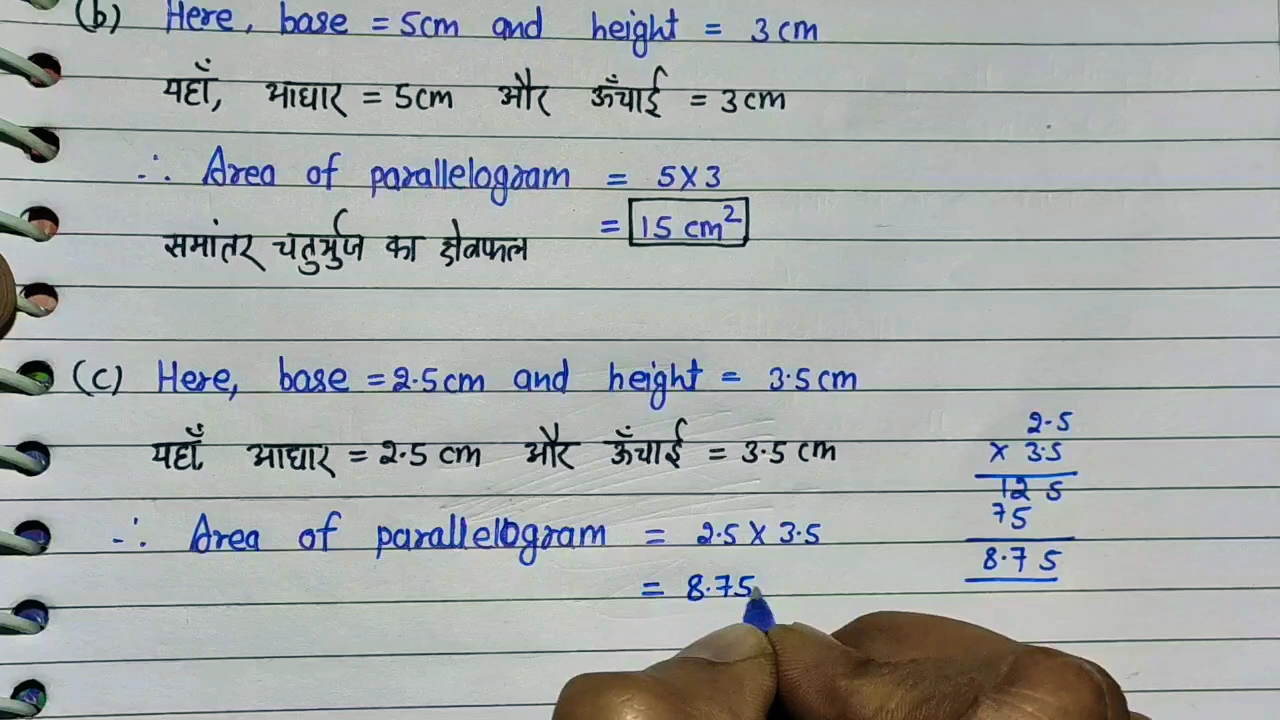 (b) Here, base = 5cm and height = 3cm
यहाँ, आधार = 5cm और ऊँचाई = 3cm
∴ Area of parallelogram = 5×3
= 15 cm²
समांतर चतुर्भुज का क्षेत्रफल
(c) Here, base = 2.5cm and height = 3.5cm
यहाँ आधार = 2.5 cm और ऊँचाई = 3.5 cm
∴ Area of parallelogram = 2.5 × 3.5
= 8.75
2.5
× 3.5
125
75
8.75